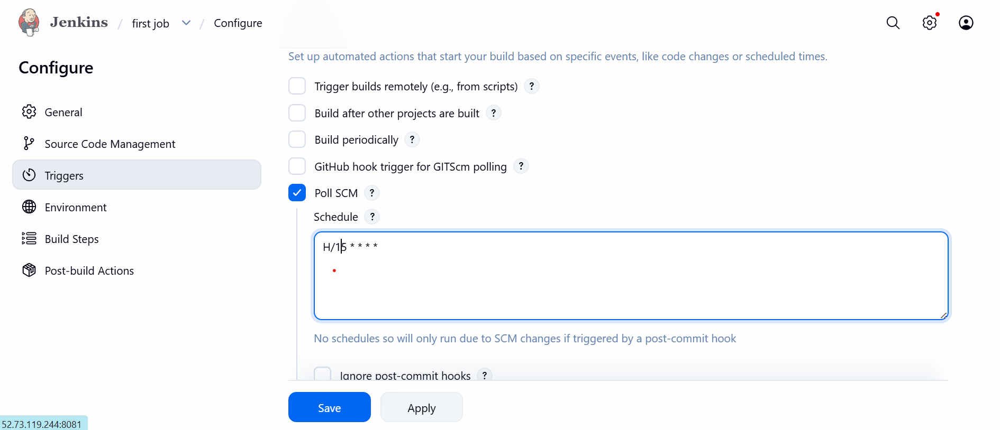 Jenkins / first job / Configure
Configure
General
Source Code Management
Triggers
Environment
Build Steps
Post-build Actions
Set up automated actions that start your build based on specific events, like code changes or scheduled times.
Trigger builds remotely (e.g., from scripts) ?
Build after other projects are built ?
Build periodically ?
GitHub hook trigger for GITScm polling ?
Poll SCM ?
Schedule ?
H/15 * * * *
No schedules so will only run due to SCM changes if triggered by a post-commit hook
Ignore post-commit hooks ?
Save
Apply
52.73.119.244:8081